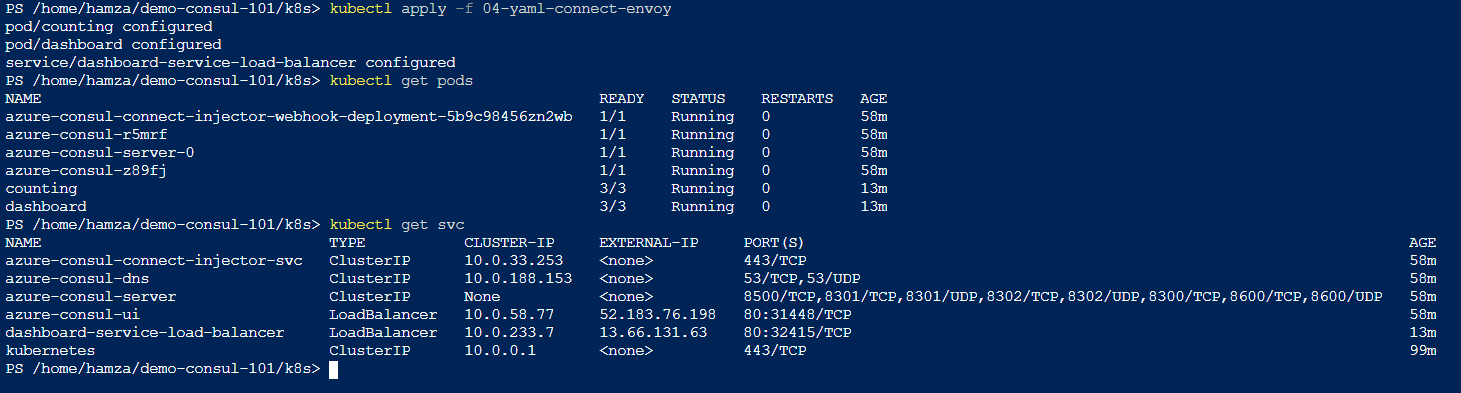 PS /home/hamza/demo-consul-101/k8s> kubectl apply -f 04-yaml-connect-envoy
pod/counting configured
pod/dashboard configured
service/dashboard-service-load-balancer configured
PS /home/hamza/demo-consul-101/k8s> kubectl get pods
NAME READY STATUS RESTARTS AGE
azure-consul-connect-injector-webhook-deployment-5b9c98456zn2wb 1/1 Running 0 58m
azure-consul-r5mrf 1/1 Running 0 58m
azure-consul-server-0 1/1 Running 0 58m
azure-consul-z89fj 1/1 Running 0 58m
counting 3/3 Running 0 13m
dashboard 3/3 Running 0 13m
PS /home/hamza/demo-consul-101/k8s> kubectl get svc
NAME TYPE CLUSTER-IP EXTERNAL-IP PORT(S) AGE
azure-consul-connect-injector-svc ClusterIP 10.0.33.253 <none> 443/TCP 58m
azure-consul-dns ClusterIP 10.0.188.153 <none> 53/TCP,53/UDP 58m
azure-consul-server ClusterIP None <none> 8500/TCP,8301/TCP,8301/UDP,8302/TCP,8302/UDP,8300/TCP,8600/TCP,8600/UDP 58m
azure-consul-ui LoadBalancer 10.0.58.77 52.183.76.198 80:31448/TCP 58m
dashboard-service-load-balancer LoadBalancer 10.0.233.7 13.66.131.63 80:32415/TCP 13m
kubernetes ClusterIP 10.0.0.1 <none> 443/TCP 99m
PS /home/hamza/demo-consul-101/k8s>